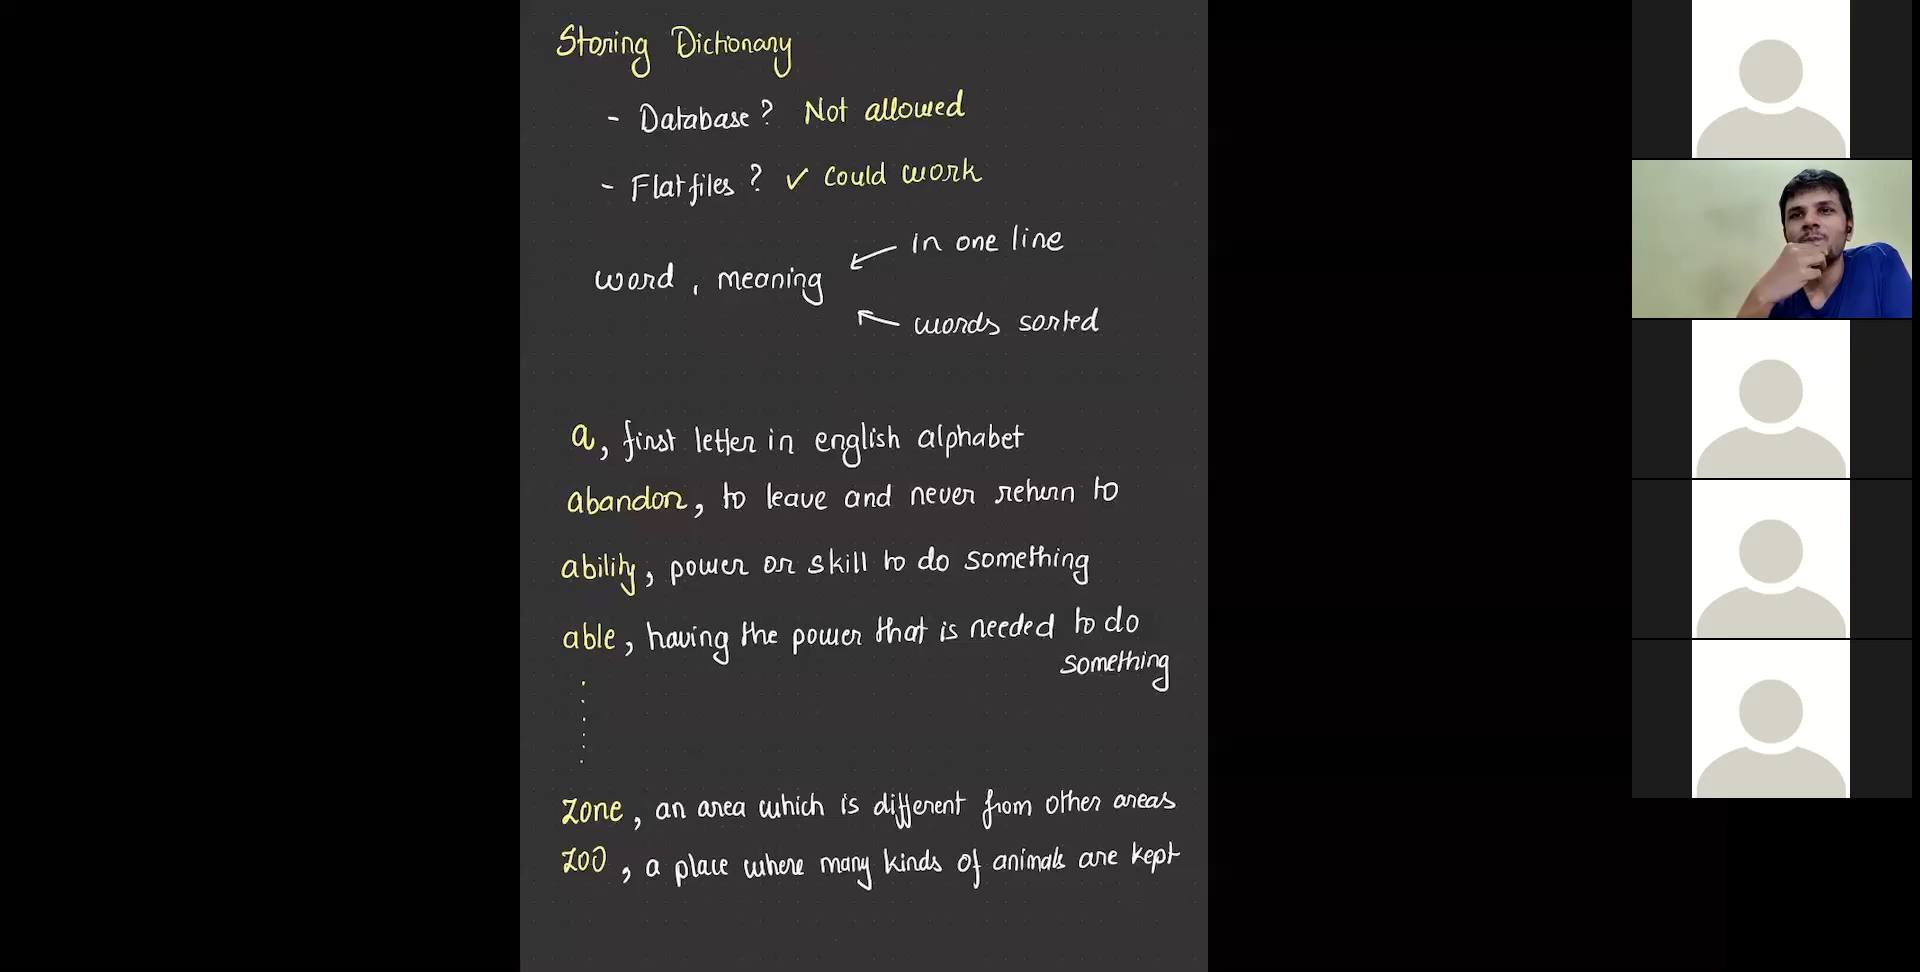 Storing Dictionary
- Database? Not allowed
- Flatfiles? ✓ Could work
in one line
word, meaning
words sorted
a, first letter in english alphabet
abandon, to leave and never return to
ability, power or skill to do something
able, having the power that is needed to do
something
zone, an area which is different from other areas
zoo, a place where many kinds of animals are kept